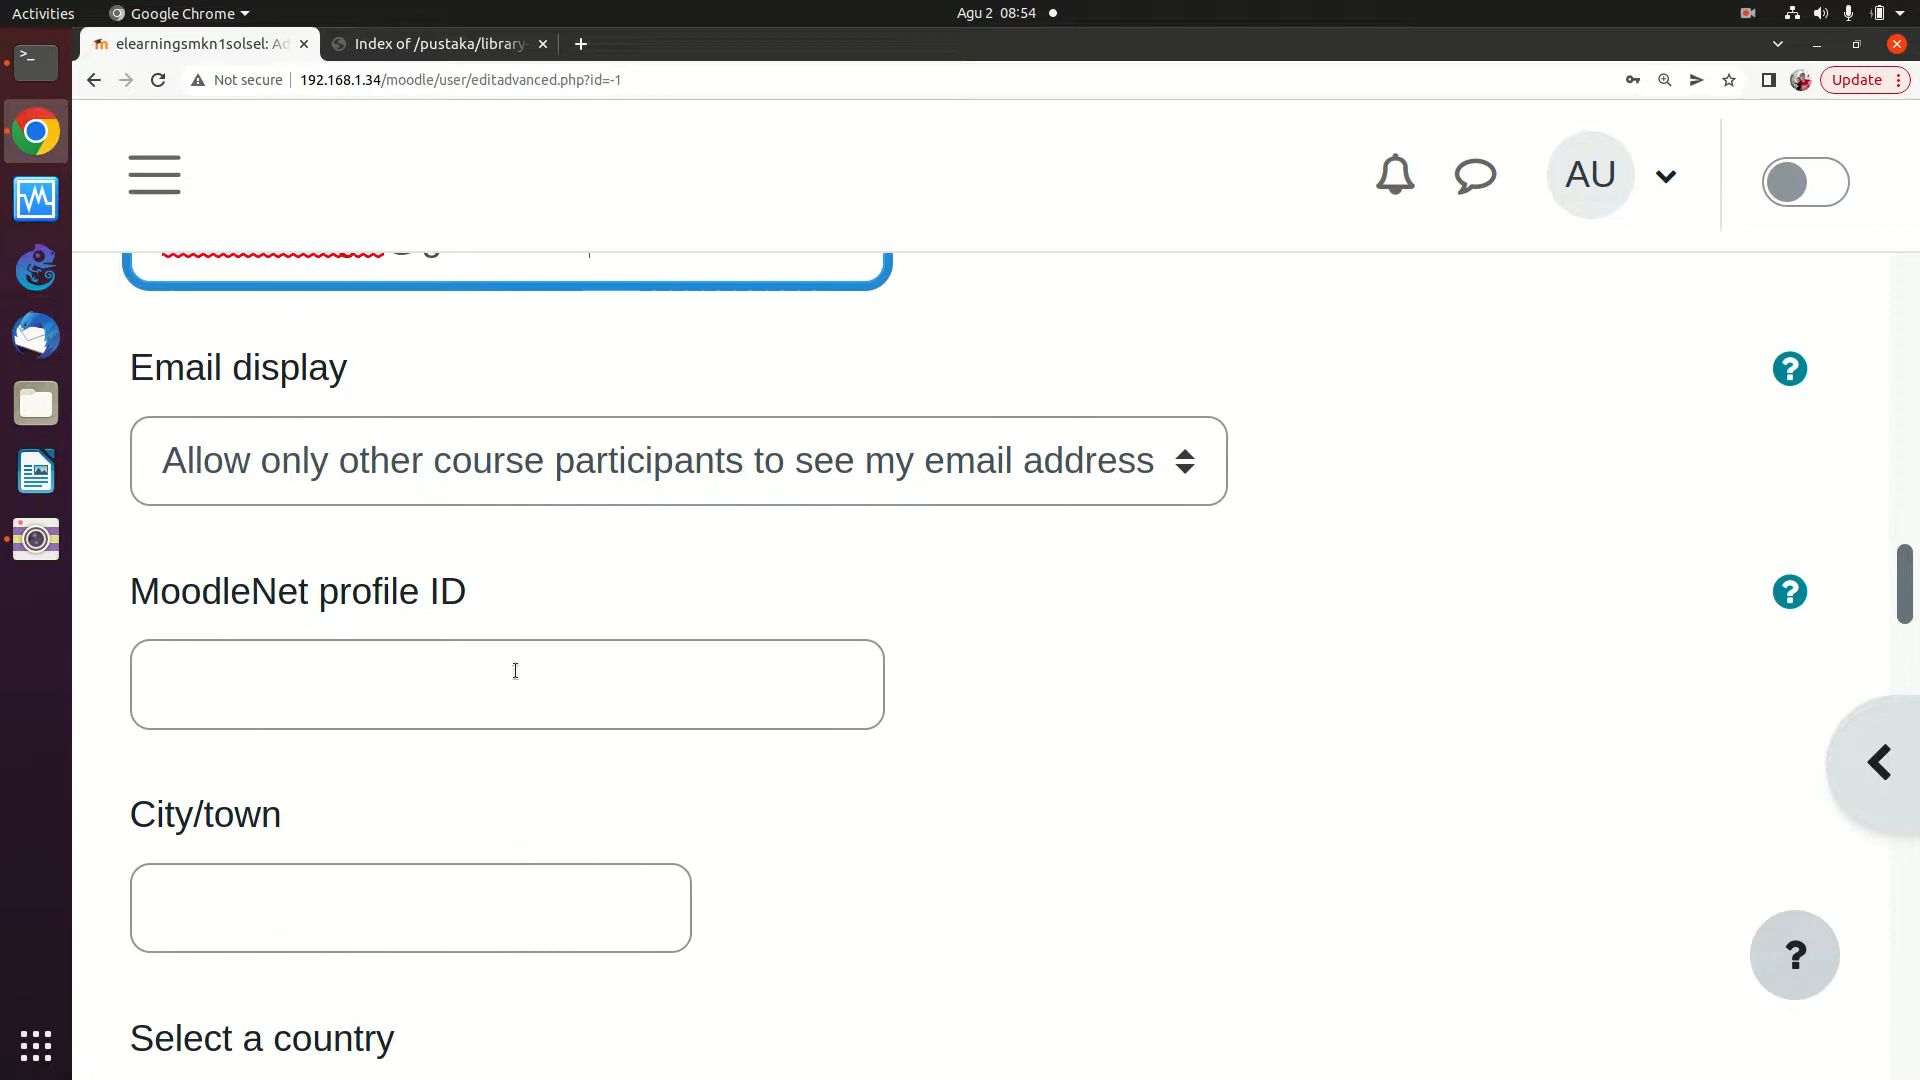 Activities
Google Chrome
Agu 2 08:54
elearningsmkn1solsel: Ad
Index of /pustaka/library-
Not secure
192.168.1.34/moodle/user/editadvanced.php?id=-1
Update
AU
Email display
?
Allow only other course participants to see my email address
MoodleNet profile ID
?
City/town
?
Select a country